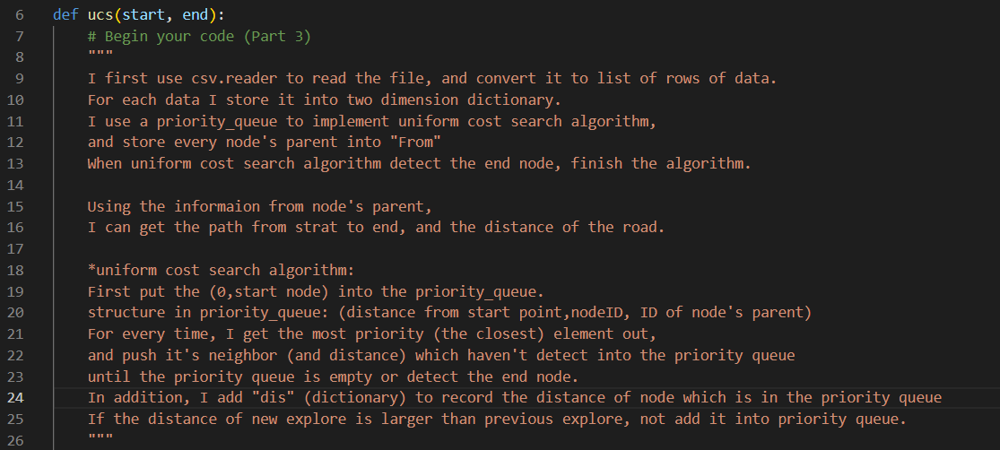 6 def ucs(start, end):
7 # Begin your code (Part 3)
8 """
9 I first use csv.reader to read the file, and convert it to list of rows of data.
10 For each data I store it into two dimension dictionary.
11 I use a priority_queue to implement uniform cost search algorithm,
12 and store every node's parent into "From"
13 When uniform cost search algorithm detect the end node, finish the algorithm.
14
15 Using the informaion from node's parent,
16 I can get the path from strat to end, and the distance of the road.
17
18 *uniform cost search algorithm:
19 First put the (0,start node) into the priority_queue.
20 structure in priority_queue: (distance from start point,nodeID, ID of node's parent)
21 For every time, I get the most priority (the closest) element out,
22 and push it's neighbor (and distance) which haven't detect into the priority queue
23 until the priority queue is empty or detect the end node.
24 In addition, I add "dis" (dictionary) to record the distance of node which is in the priority queue
25 If the distance of new explore is larger than previous explore, not add it into priority queue.
26 """